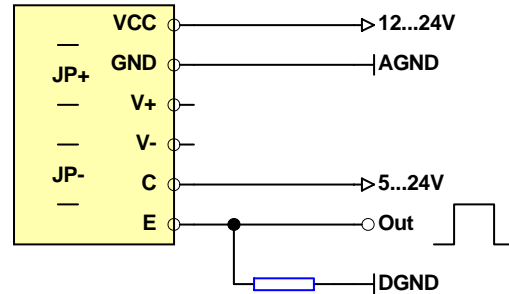 VCC 12...24V
JP+ GND AGND
V+
V-
JP- C 5...24V
E Out
DGND